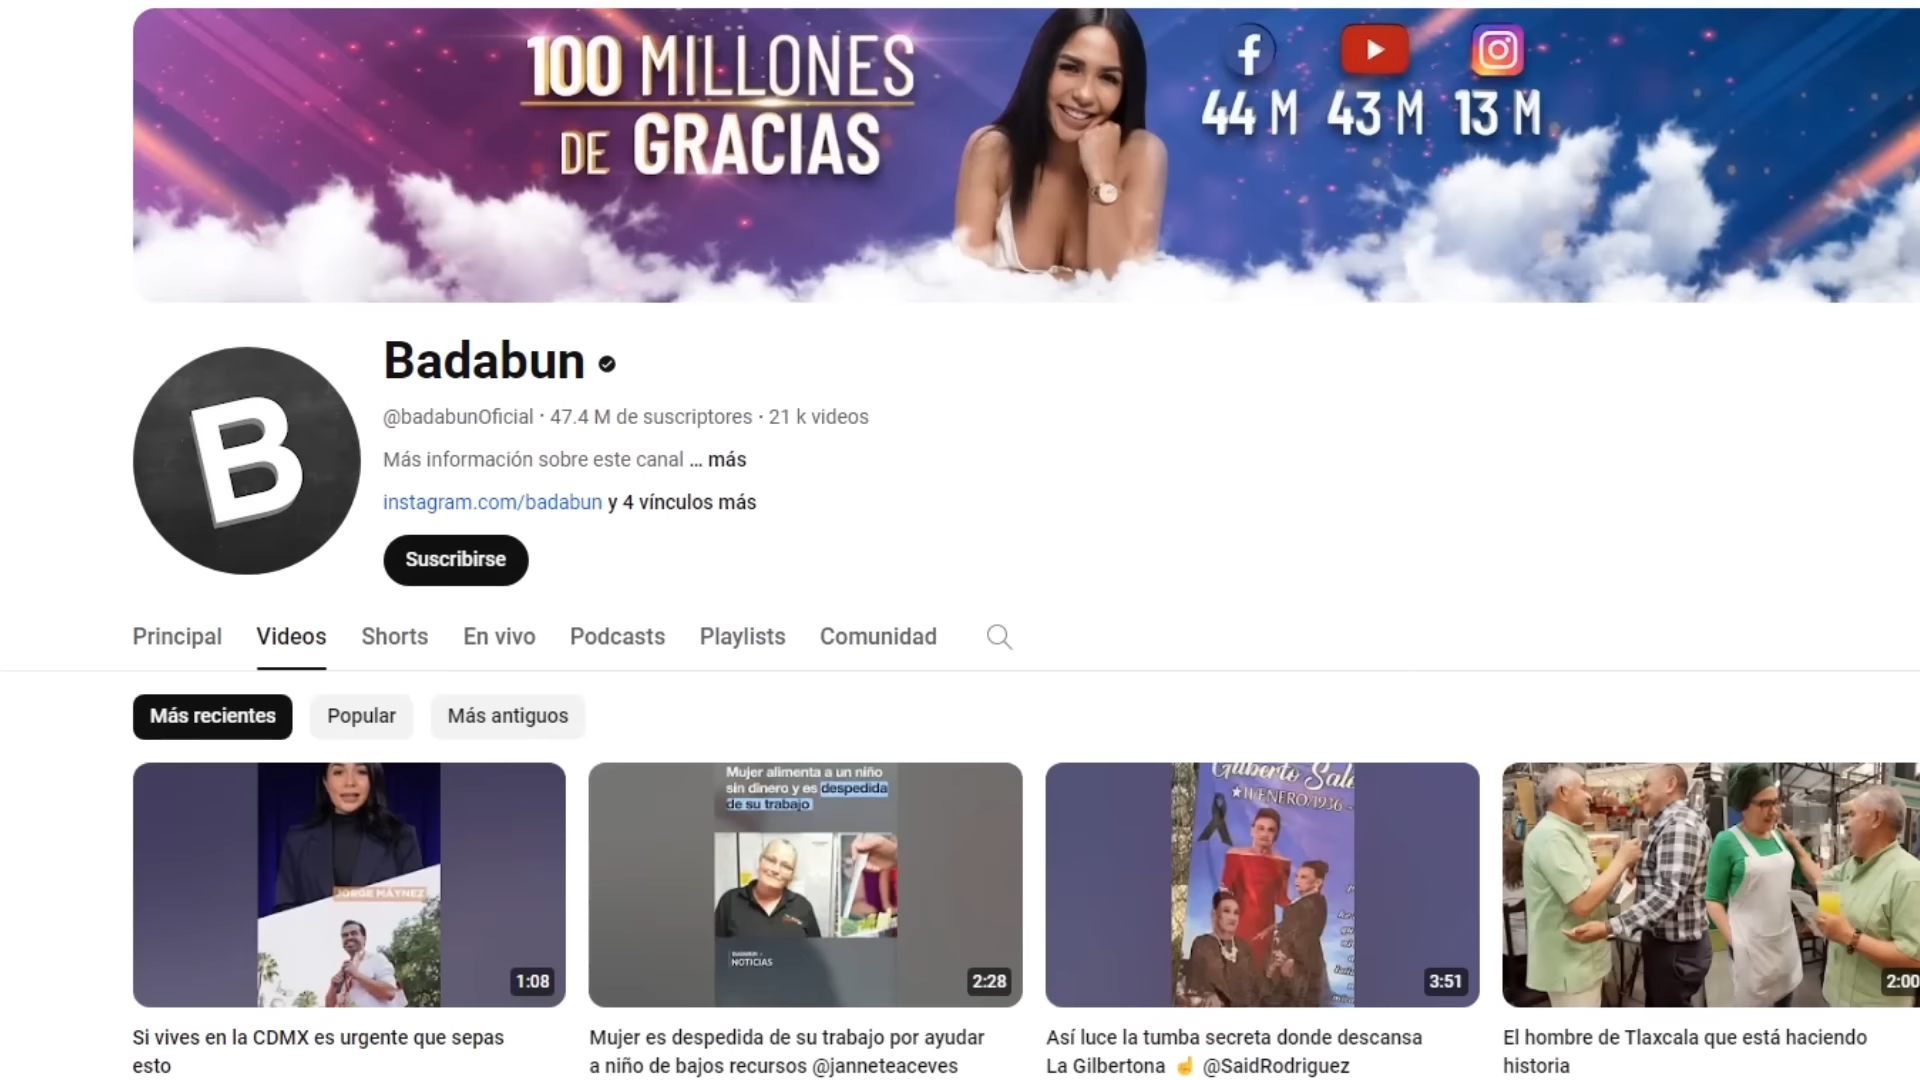 100 MILLONES
DE GRACIAS
44 M 43 M 13 M
B
Badabun
@badabunOficial · 47.4 M de suscriptores · 21 k videos
Más información sobre este canal ... más
instagram.com/badabun y 4 vínculos más
Suscribirse
Principal Videos Shorts En vivo Podcasts Playlists Comunidad
Más recientes Popular Más antiguos
JORGE MÁYNEZ
1:08
Mujer alimenta a un niño
sin dinero y es despedida
de su trabajo
NOTICIAS
2:28
Gilberto Sal
★11 ENERO/1936 -
3:51
2:00
Si vives en la CDMX es urgente que sepas
esto
Mujer es despedida de su trabajo por ayudar
a niño de bajos recursos @janneteaceves
Así luce la tumba secreta donde descansa
La Gilbertona ☝ @SaidRodriguez
El hombre de Tlaxcala que está haciendo
historia